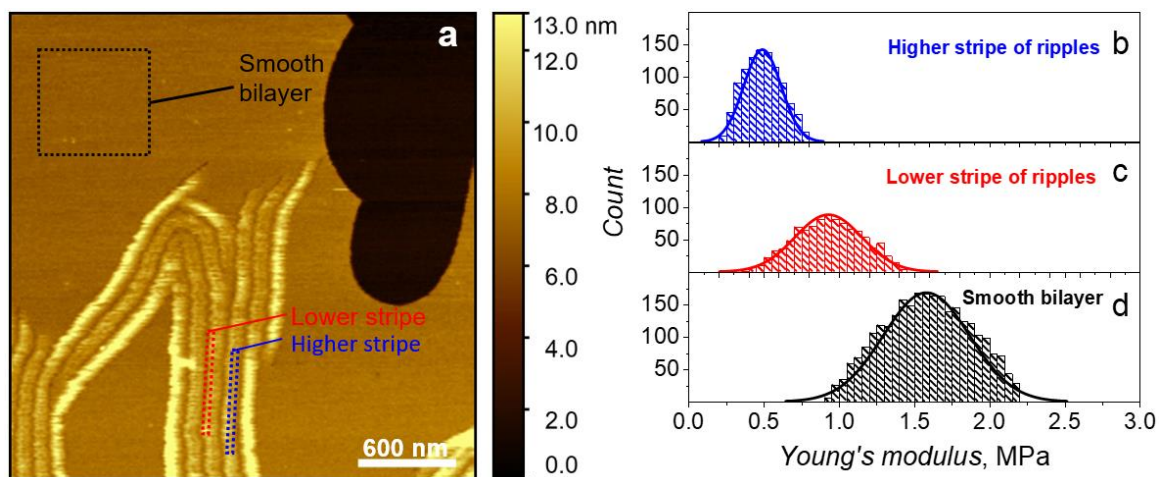 a
Smooth
bilayer
Lower stripe
Higher stripe
600 nm
13.0 nm
12.0
10.0
8.0
6.0
4.0
2.0
0.0
Higher stripe of ripples
b
150
100
50
Lower stripe of ripples
c
150
100
50
Smooth bilayer
d
150
100
50
Count
0.0 0.5 1.0 1.5 2.0 2.5 3.0
Young's modulus, MPa